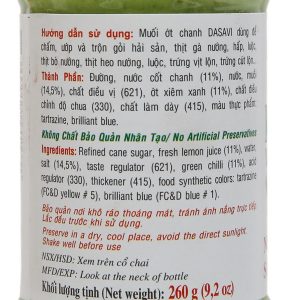 Hướng dẫn sử dụng: Muối ớt chanh DASAVI dùng để
chấm, ướp và trộn gỏi hải sản, thịt gà nướng, hấp, luộc,
thịt bò nướng, thịt heo nướng, luộc, trứng vịt lộn, trứng cút lộn...
Thành Phần: Đường, nước cốt chanh (11%), nước, muối
(14,5%), chất điều vị (621), ớt xiêm xanh (11%), chất điều
chỉnh độ chua (330), chất làm dày (415), màu thực phẩm:
tartrazine, brilliant blue.
Không Chất Bảo Quản Nhân Tạo/ No Artificial Preservatives
Ingredients: Refined cane sugar, fresh lemon juice (11%), water,
salt (14,5%), taste regulator (621), green chilli (11%), acid
regulator (330), thickener (415), food synthetic colors: tartrazine
(FC&D yellow # 5), brilliant blue (FC&D blue # 1).
Bảo quản nơi khô ráo thoáng mát, tránh ánh nắng trực tiếp.
Lắc đều trước khi sử dụng.
Preserve in a dry, cool place, avoid the direct sunlight.
Shake well before use
NSX/HSD: Xem trên cổ chai
MFD/EXP: Look at the neck of bottle
Khối lượng tịnh (Net weight): 260 g (9,2 oz)